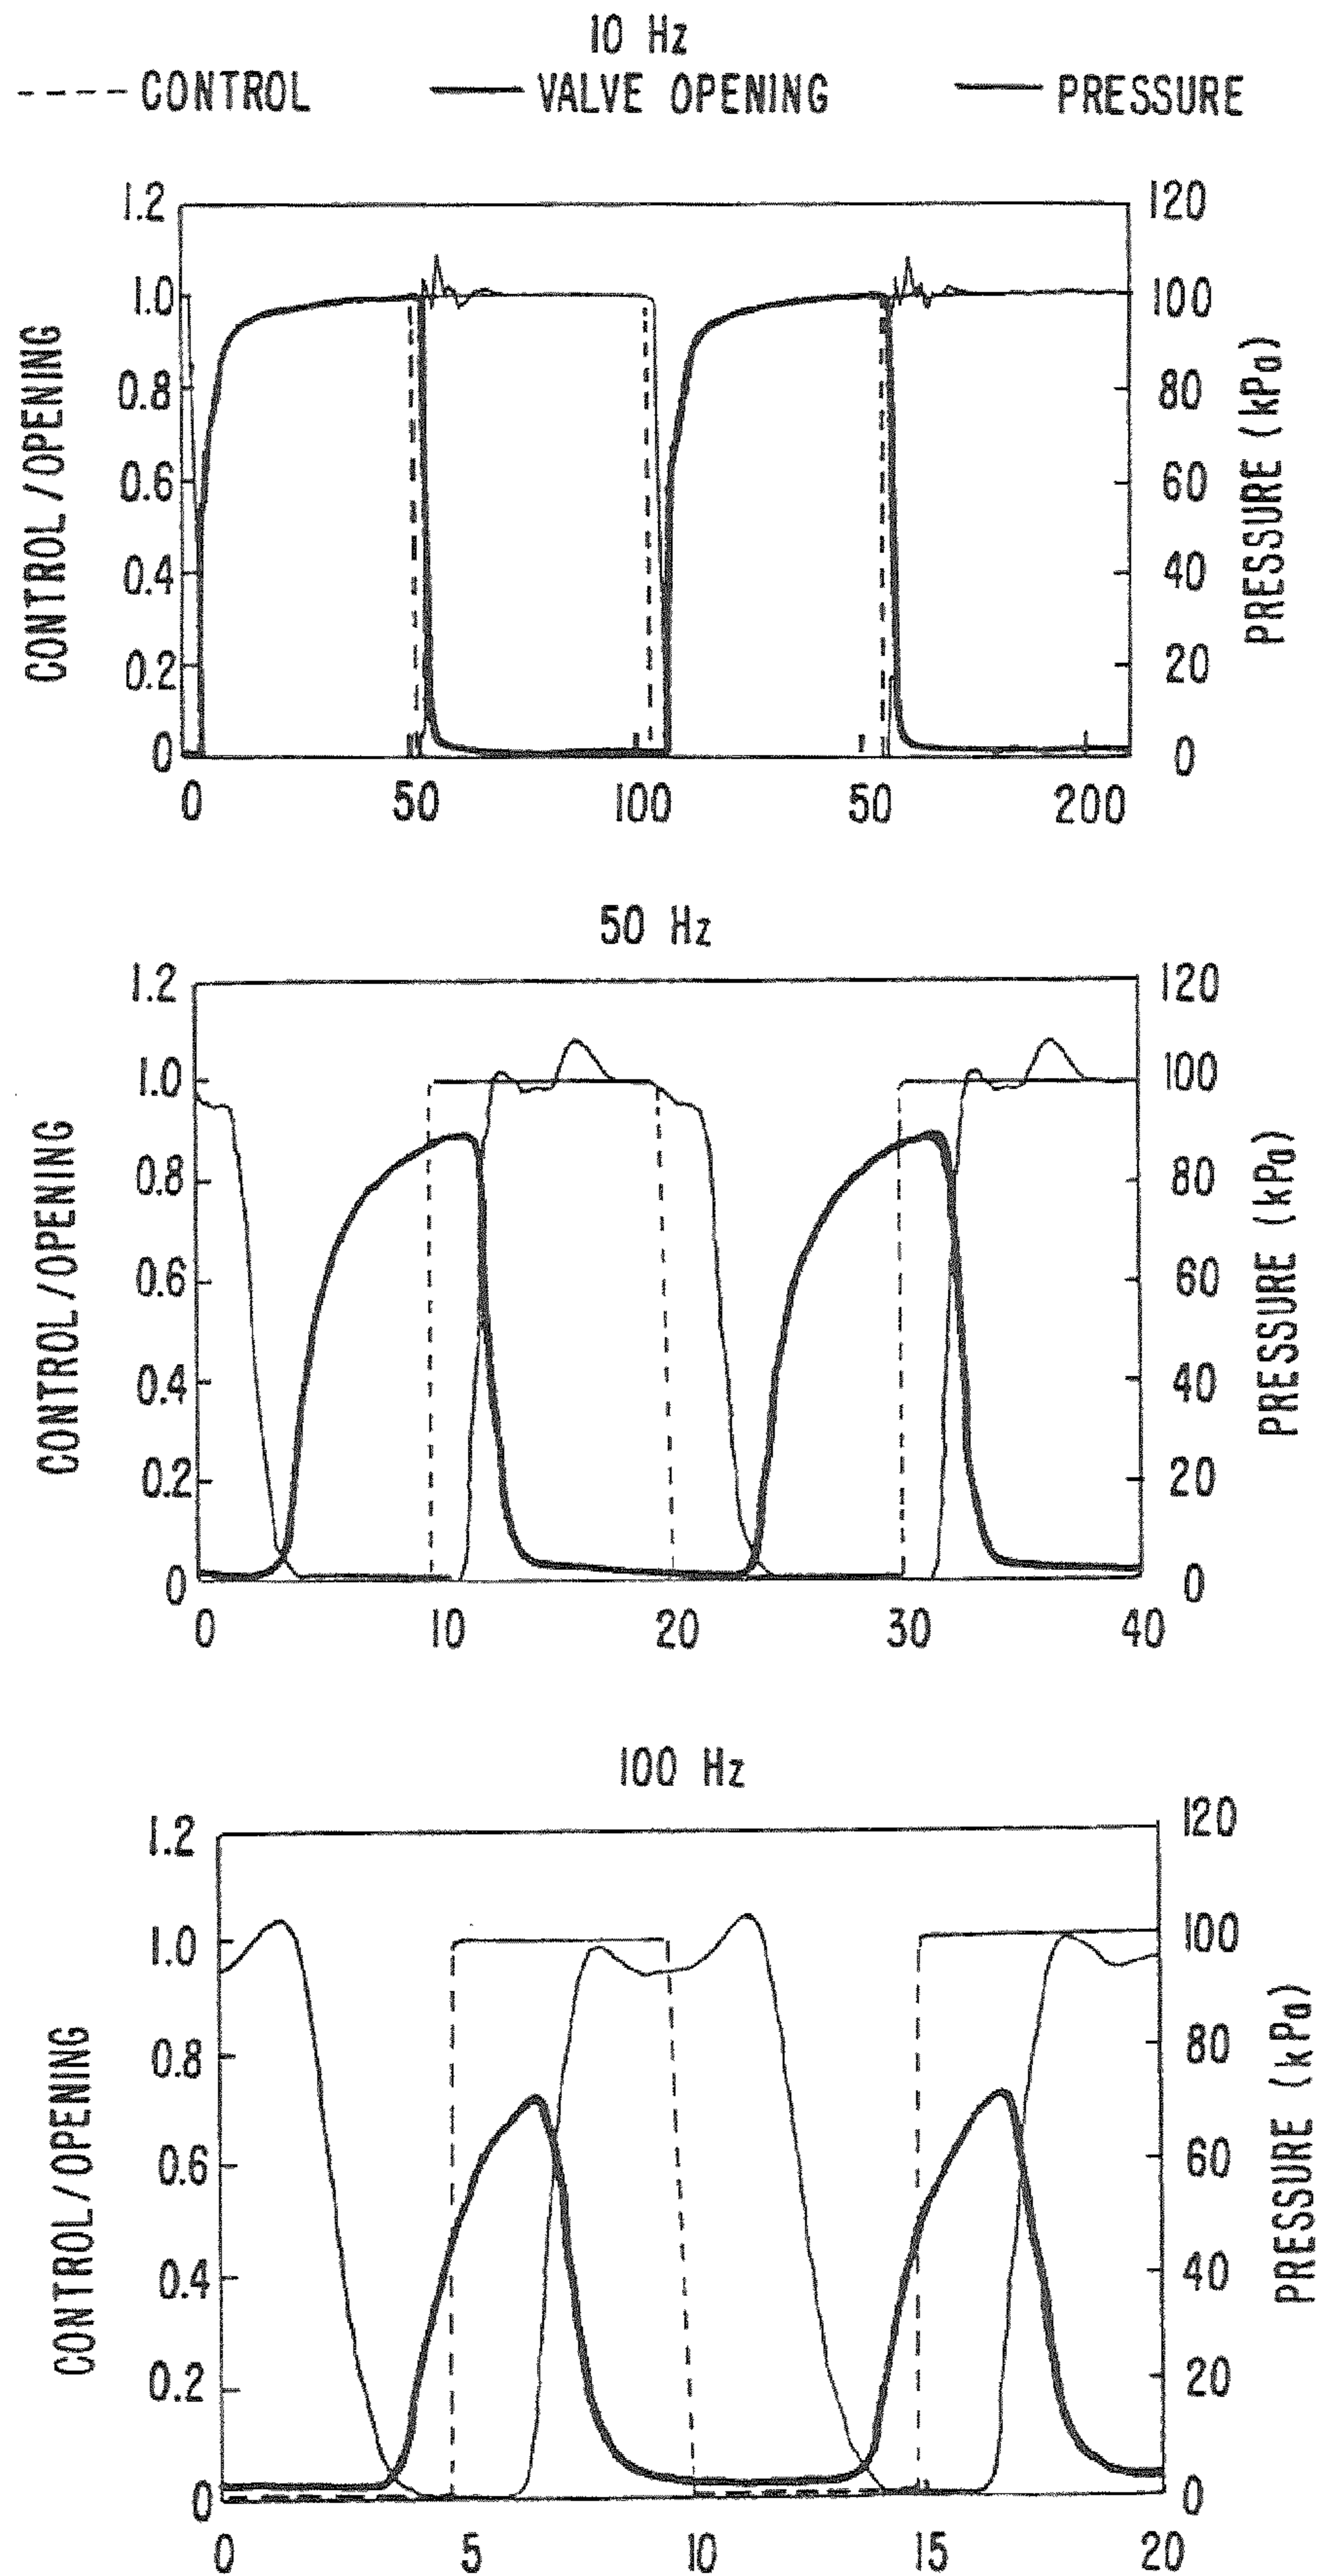 10 Hz
---- CONTROL — VALVE OPENING — PRESSURE
1.2 120
1.0 100
0.8 80
0.6 60
0.4 40
0.2 20
0 0
CONTROL/OPENING
PRESSURE (kPa)
0 50 100 50 200
50 Hz
1.2 120
1.0 100
0.8 80
0.6 60
0.4 40
0.2 20
0 0
CONTROL/OPENING
PRESSURE (kPa)
0 10 20 30 40
100 Hz
1.2 120
1.0 100
0.8 80
0.6 60
0.4 40
0.2 20
0 0
CONTROL/OPENING
PRESSURE (kPa)
0 5 10 15 20